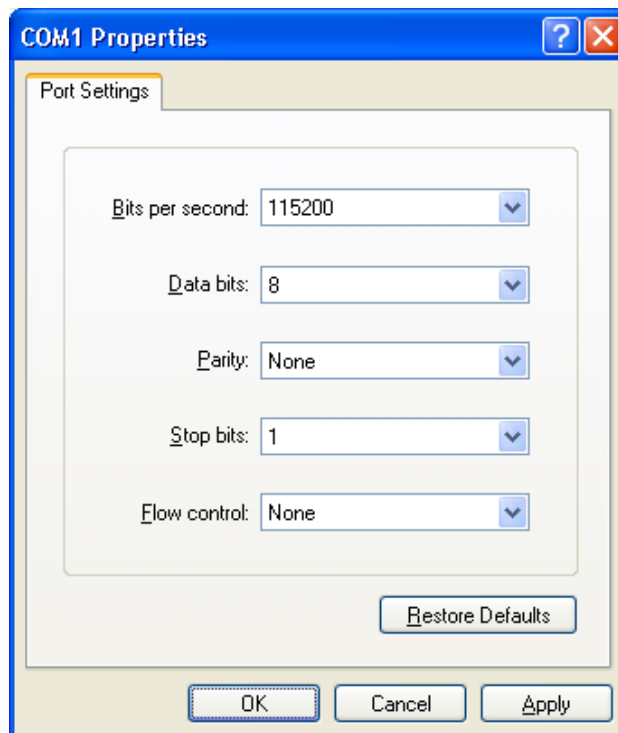 COM1 Properties
Port Settings
Bits per second: 115200
Data bits: 8
Parity: None
Stop bits: 1
Flow control: None
Restore Defaults
OK Cancel Apply